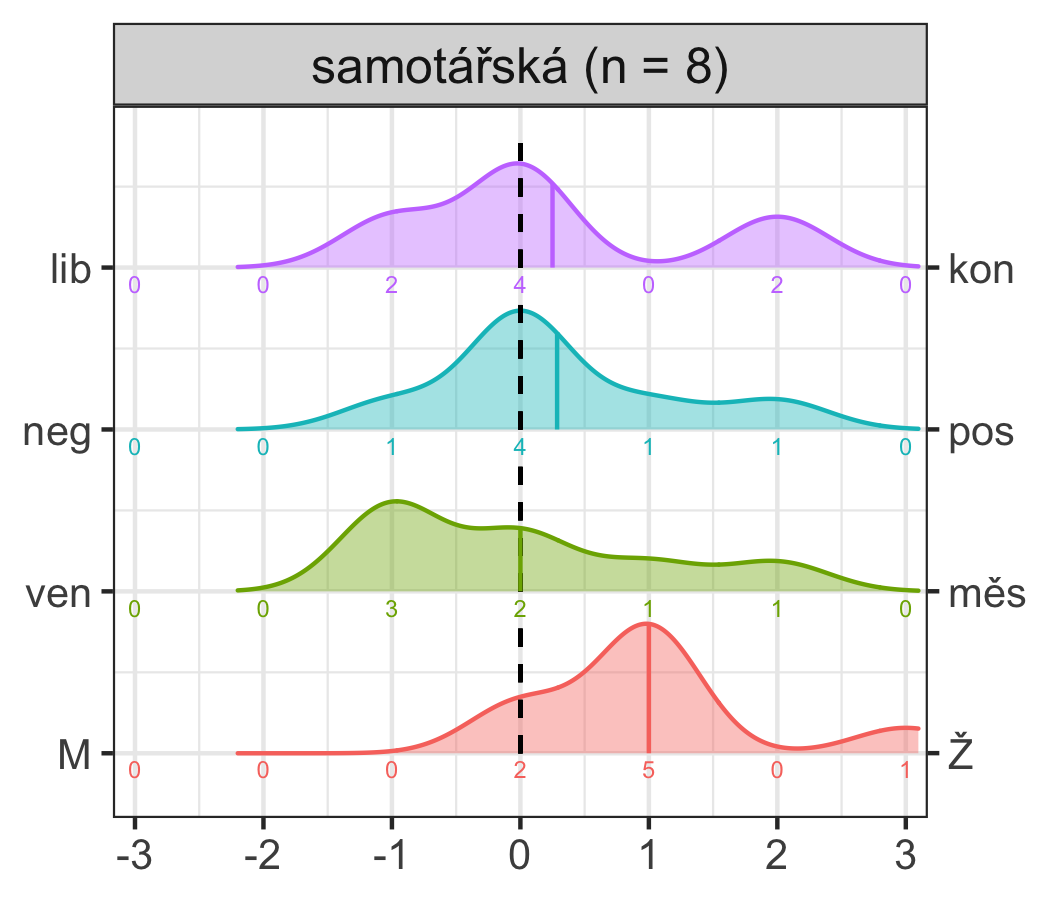 samotářská (n = 8)
lib kon
0 0 2 4 0 2 0
neg pos
0 0 1 4 1 1 0
ven měs
0 0 3 2 1 1 0
M Ž
0 0 0 2 5 0 1
-3 -2 -1 0 1 2 3